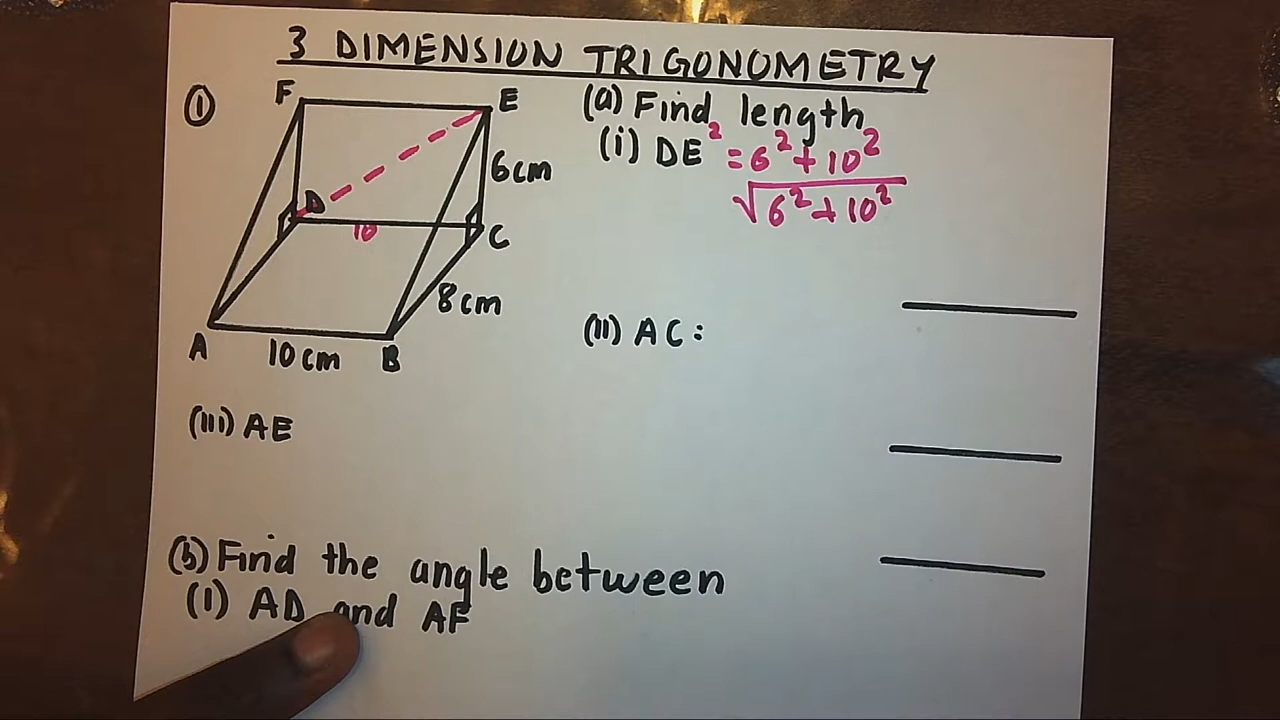 3 DIMENSION TRIGONOMETRY
①
F
E
6cm
D
10
C
8cm
A
10cm
B
(a) Find length
(i) DE² = 6² + 10²
√6² + 10²
(ii) AC:
(iii) AE
(b) Find the angle between
(i) AD and AF